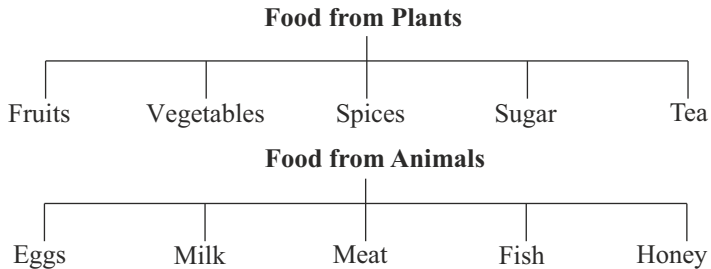 Food from Plants
Fruits Vegetables Spices Sugar Tea
Food from Animals
Eggs Milk Meat Fish Honey